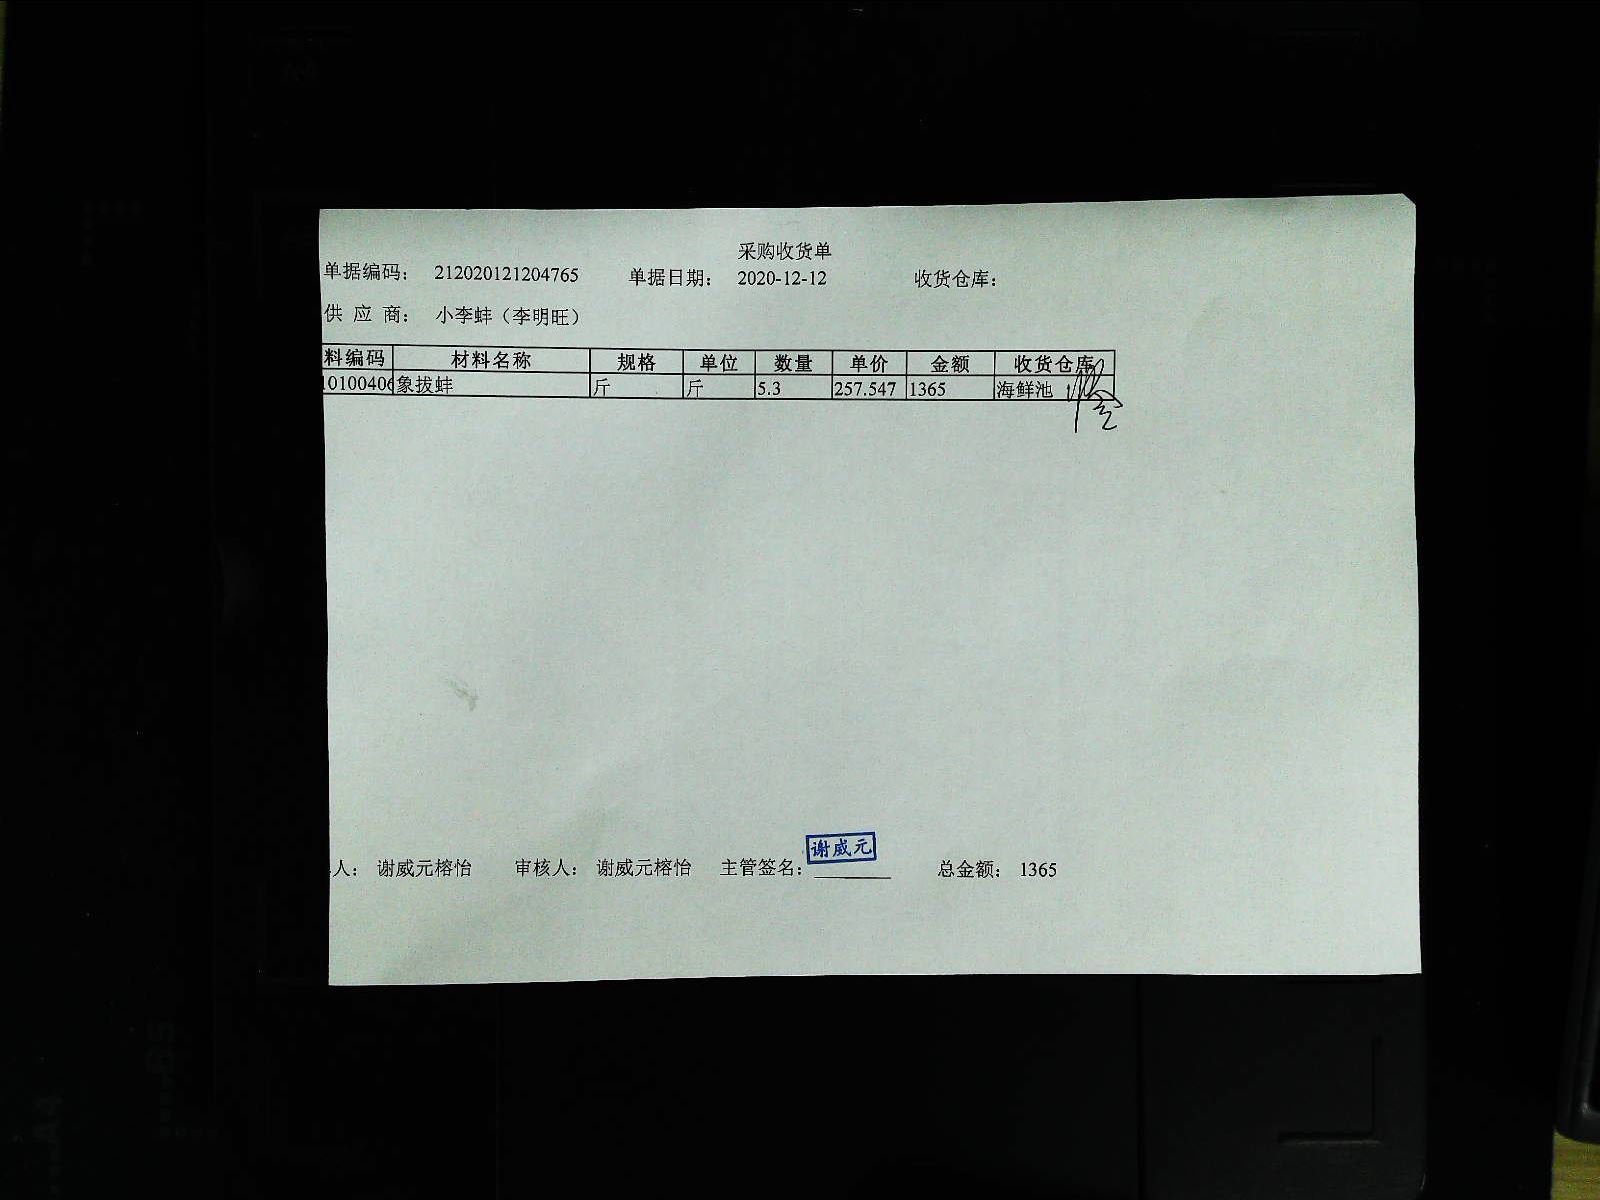 采购收货单
单据编码： 212020121204765 单据日期： 2020-12-12 收货仓库：
供 应 商： 小李蚌（李明旺）
料编码 材料名称 规格 单位 数量 单价 金额 收货仓库
10100406 象拔蚌 斤 斤 5.3 257.547 1365 海鲜池
谢威元
人： 谢威元榕怡 审核人： 谢威元榕怡 主管签名： 总金额： 1365